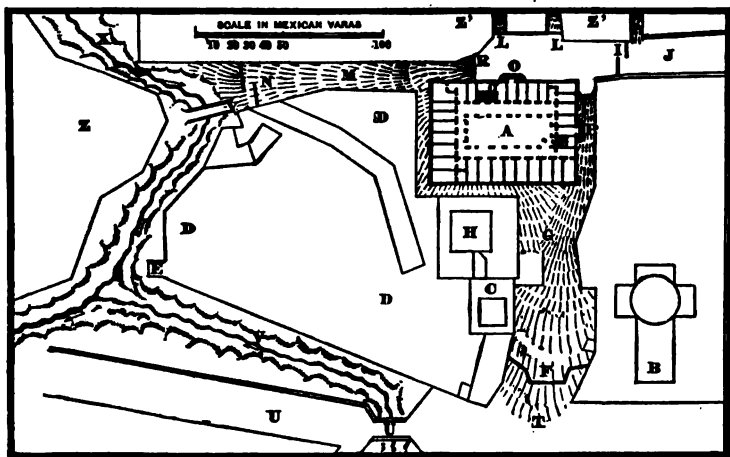 SCALE IN MEXICAN VARAS
10 20 30 40 50 100
Z' Z'
L L
I J
R O
N M
Z D A
D H G
E D C
F B
U T